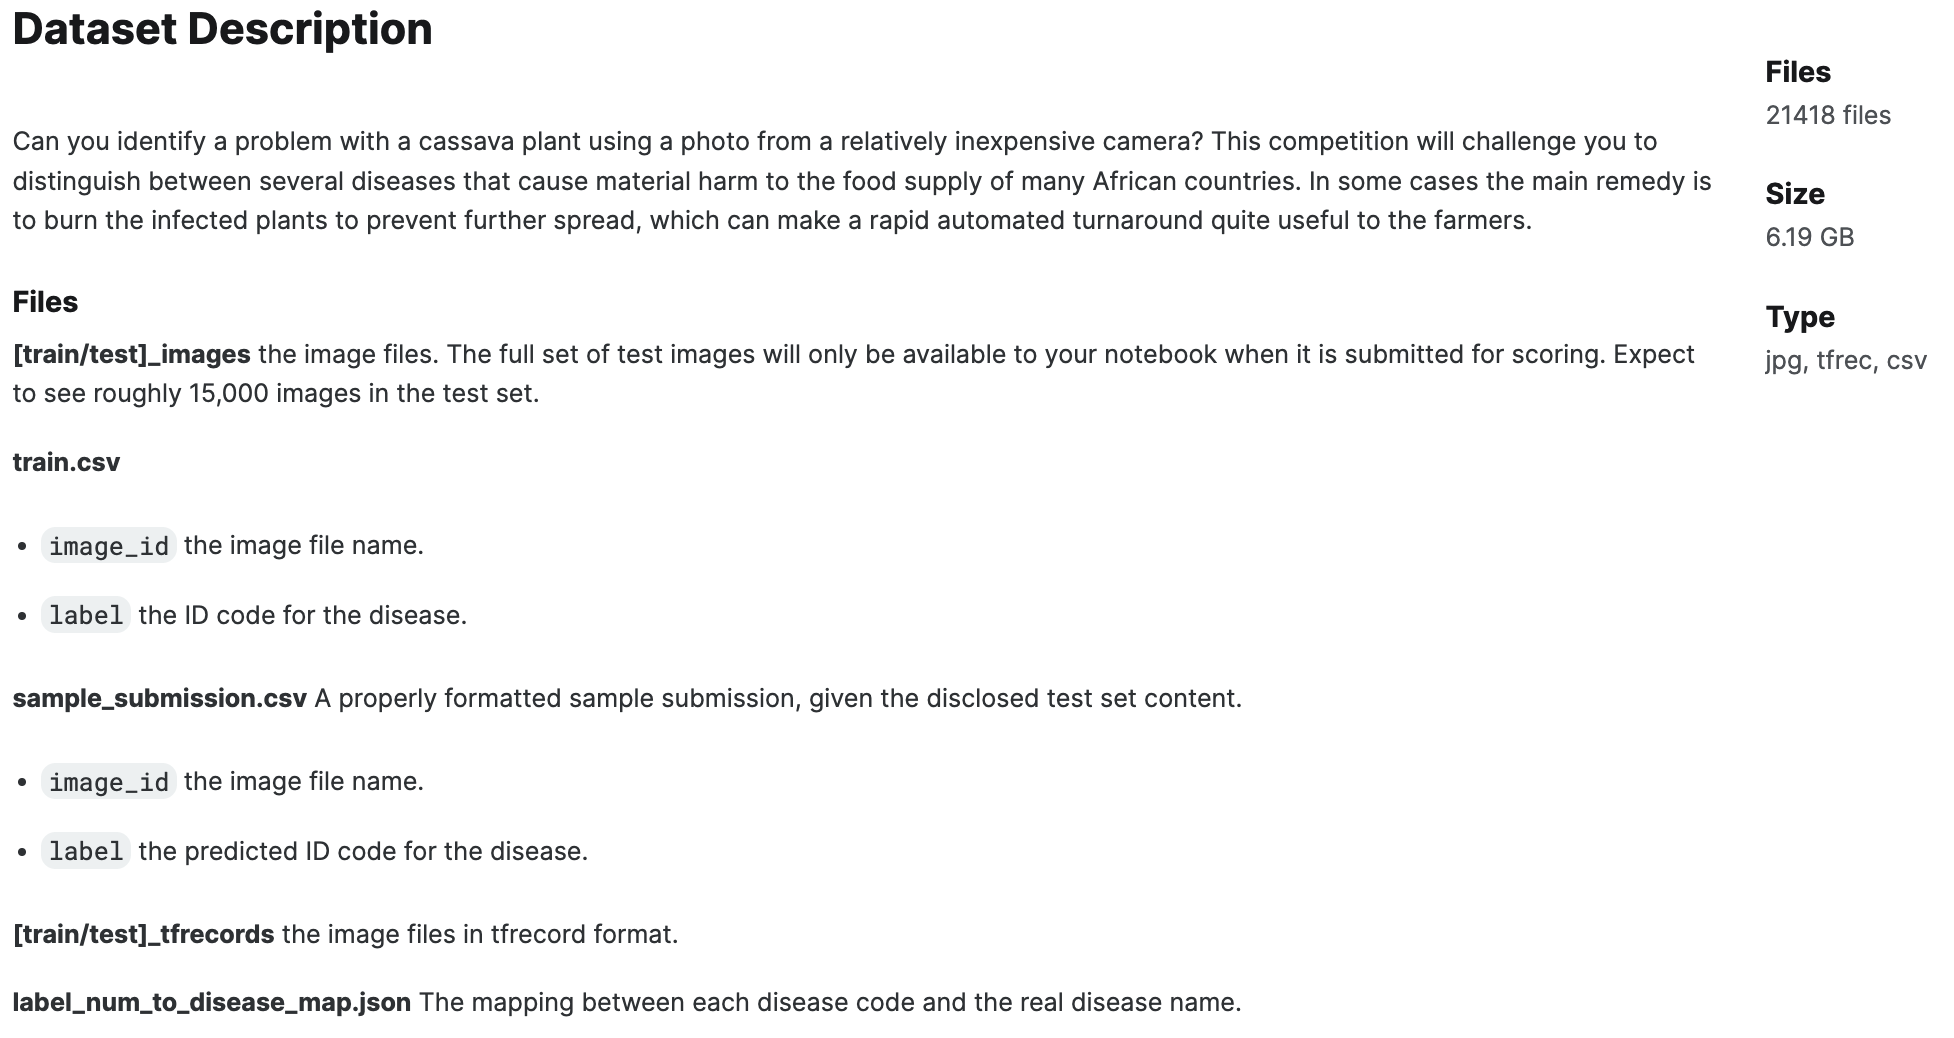 Dataset Description
Can you identify a problem with a cassava plant using a photo from a relatively inexpensive camera? This competition will challenge you to
distinguish between several diseases that cause material harm to the food supply of many African countries. In some cases the main remedy is
to burn the infected plants to prevent further spread, which can make a rapid automated turnaround quite useful to the farmers.
Files
[train/test]_images the image files. The full set of test images will only be available to your notebook when it is submitted for scoring. Expect
to see roughly 15,000 images in the test set.
train.csv
• image_id the image file name.
• label the ID code for the disease.
sample_submission.csv A properly formatted sample submission, given the disclosed test set content.
• image_id the image file name.
• label the predicted ID code for the disease.
[train/test]_tfrecords the image files in tfrecord format.
label_num_to_disease_map.json The mapping between each disease code and the real disease name.
Files
21418 files
Size
6.19 GB
Type
jpg, tfrec, csv